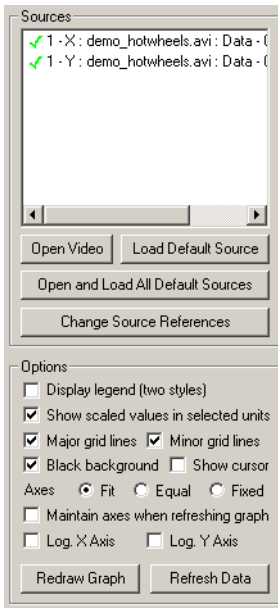 Sources
1 - X : demo_hotwheels.avi : Data - (
1 - Y : demo_hotwheels.avi : Data - (
Open Video Load Default Source
Open and Load All Default Sources
Change Source References
Options
Display legend (two styles)
Show scaled values in selected units
Major grid lines Minor grid lines
Black background Show cursor
Axes Fit Equal Fixed
Maintain axes when refreshing graph
Log. X Axis Log. Y Axis
Redraw Graph Refresh Data